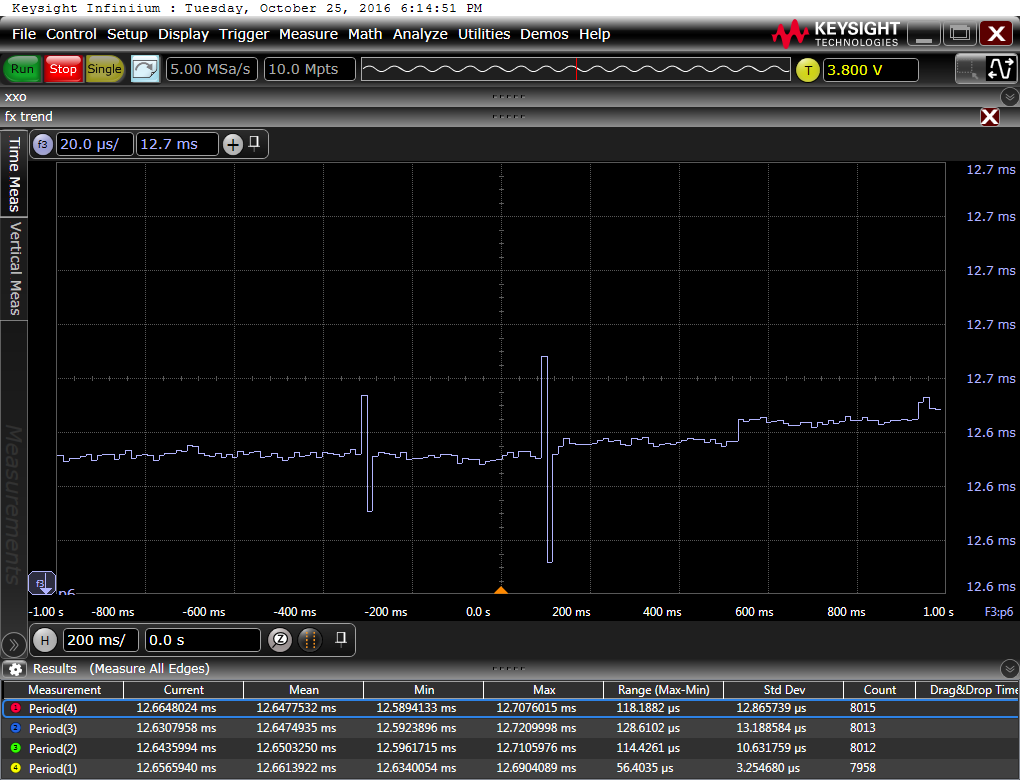 Keysight Infiniium : Tuesday, October 25, 2016 6:14:51 PM
File Control Setup Display Trigger Measure Math Analyze Utilities Demos Help
KEYSIGHT
TECHNOLOGIES
Run Stop Single 5.00 MSa/s 10.0 Mpts T 3.800 V
xxo
fx trend
Time Meas
Vertical Meas
Measurements
f3 20.0 µs/ 12.7 ms
12.7 ms
12.7 ms
12.7 ms
12.7 ms
12.7 ms
12.6 ms
12.6 ms
12.6 ms
12.6 ms
f3 p6
-1.00 s -800 ms -600 ms -400 ms -200 ms 0.0 s 200 ms 400 ms 600 ms 800 ms 1.00 s F3:p6
H 200 ms/ 0.0 s
Results (Measure All Edges)
Measurement Current Mean Min Max Range (Max-Min) Std Dev Count Drag&Drop Time
1 Period(4) 12.6648024 ms 12.6477532 ms 12.5894133 ms 12.7076015 ms 118.1882 µs 12.865739 µs 8015
2 Period(3) 12.6307958 ms 12.6474935 ms 12.5923896 ms 12.7209998 ms 128.6102 µs 13.188584 µs 8013
3 Period(2) 12.6435994 ms 12.6503250 ms 12.5961715 ms 12.7105976 ms 114.4261 µs 10.631759 µs 8012
4 Period(1) 12.6565940 ms 12.6613922 ms 12.6340054 ms 12.6904089 ms 56.4035 µs 3.254680 µs 7958